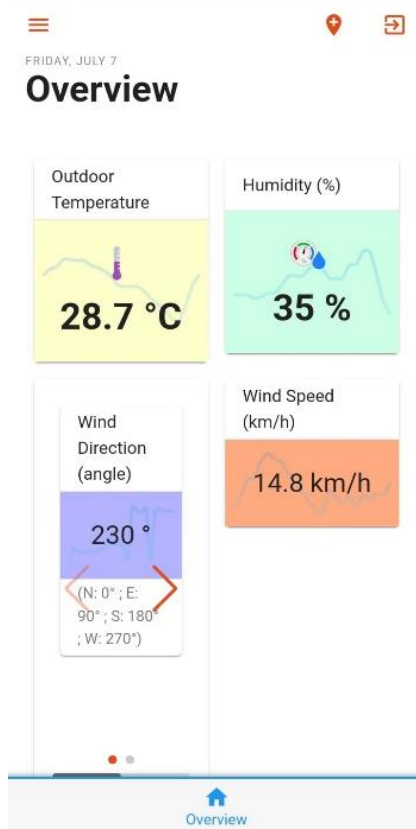 FRIDAY, JULY 7
Overview
Outdoor
Temperature
28.7 °C
Humidity (%)
35 %
Wind
Direction
(angle)
230 °
(N: 0° ; E:
90° ; S: 180°
; W: 270°)
Wind Speed
(km/h)
14.8 km/h
Overview